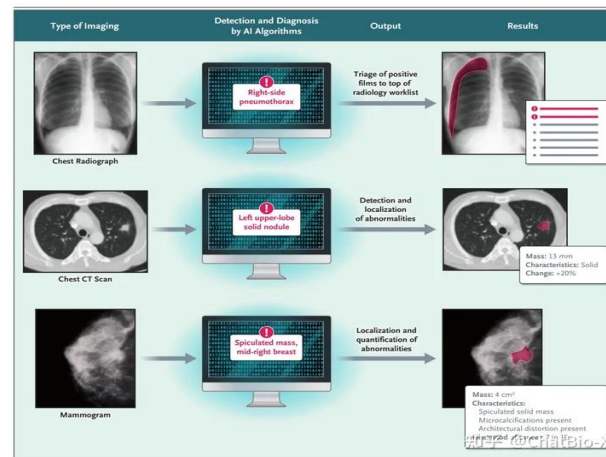 Type of Imaging
Detection and Diagnosis
by AI Algorithms
Output
Results
Right-side
pneumothorax
Triage of positive
films to top of
radiology worklist
Chest Radiograph
Left upper-lobe
solid nodule
Detection and
localization
of abnormalities
Mass: 13 mm
Characteristics: Solid
Change: +20%
Chest CT Scan
Spiculated mass,
mid-right breast
Localization and
quantification of
abnormalities
Mammogram
Mass: 4 cm²
Characteristics:
Spiculated solid mass
Microcalcifications present
Architectural distortion present
知乎 @ChatBio-X